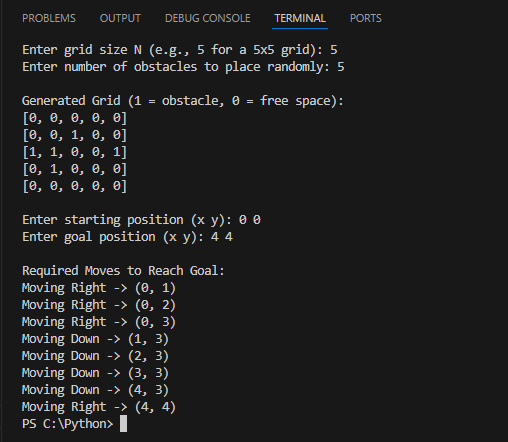 PROBLEMS OUTPUT DEBUG CONSOLE TERMINAL PORTS
Enter grid size N (e.g., 5 for a 5x5 grid): 5
Enter number of obstacles to place randomly: 5
Generated Grid (1 = obstacle, 0 = free space):
[0, 0, 0, 0, 0]
[0, 0, 1, 0, 0]
[1, 1, 0, 0, 1]
[0, 1, 0, 0, 0]
[0, 0, 0, 0, 0]
Enter starting position (x y): 0 0
Enter goal position (x y): 4 4
Required Moves to Reach Goal:
Moving Right -> (0, 1)
Moving Right -> (0, 2)
Moving Right -> (0, 3)
Moving Down -> (1, 3)
Moving Down -> (2, 3)
Moving Down -> (3, 3)
Moving Down -> (4, 3)
Moving Right -> (4, 4)
PS C:\Python>